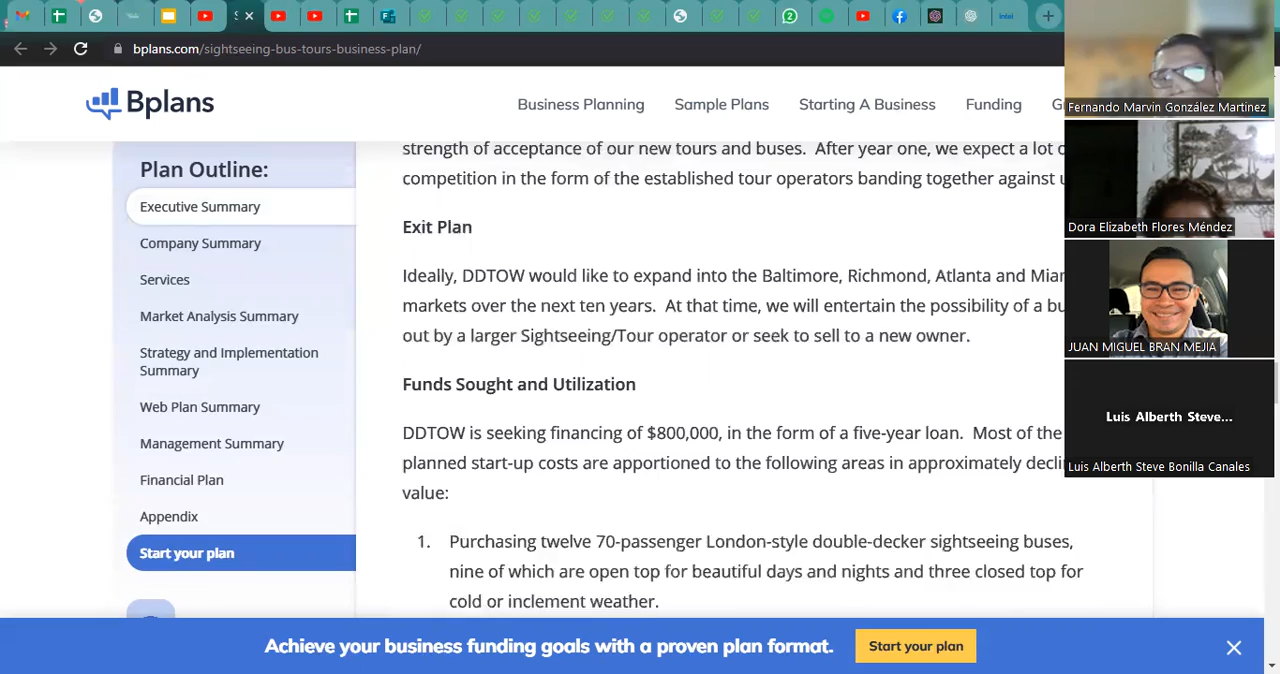 S
2
intel
bplans.com/sightseeing-bus-tours-business-plan/
Bplans
Business Planning
Sample Plans
Starting A Business
Funding
G
Plan Outline:
Executive Summary
Company Summary
Services
Market Analysis Summary
Strategy and Implementation
Summary
Web Plan Summary
Management Summary
Financial Plan
Appendix
Start your plan
strength of acceptance of our new tours and buses. After year one, we expect a lot o
competition in the form of the established tour operators banding together against u
Exit Plan
Ideally, DDTOW would like to expand into the Baltimore, Richmond, Atlanta and Miam
markets over the next ten years. At that time, we will entertain the possibility of a bu
out by a larger Sightseeing/Tour operator or seek to sell to a new owner.
Funds Sought and Utilization
DDTOW is seeking financing of $800,000, in the form of a five-year loan. Most of the
planned start-up costs are apportioned to the following areas in approximately decli
value:
1. Purchasing twelve 70-passenger London-style double-decker sightseeing buses,
nine of which are open top for beautiful days and nights and three closed top for
cold or inclement weather.
Achieve your business funding goals with a proven plan format.
Start your plan
Fernando Marvin González Martinez
Dora Elizabeth Flores Méndez
JUAN MIGUEL BRAN MEJIA
Luis Alberth Steve...
Luis Alberth Steve Bonilla Canales